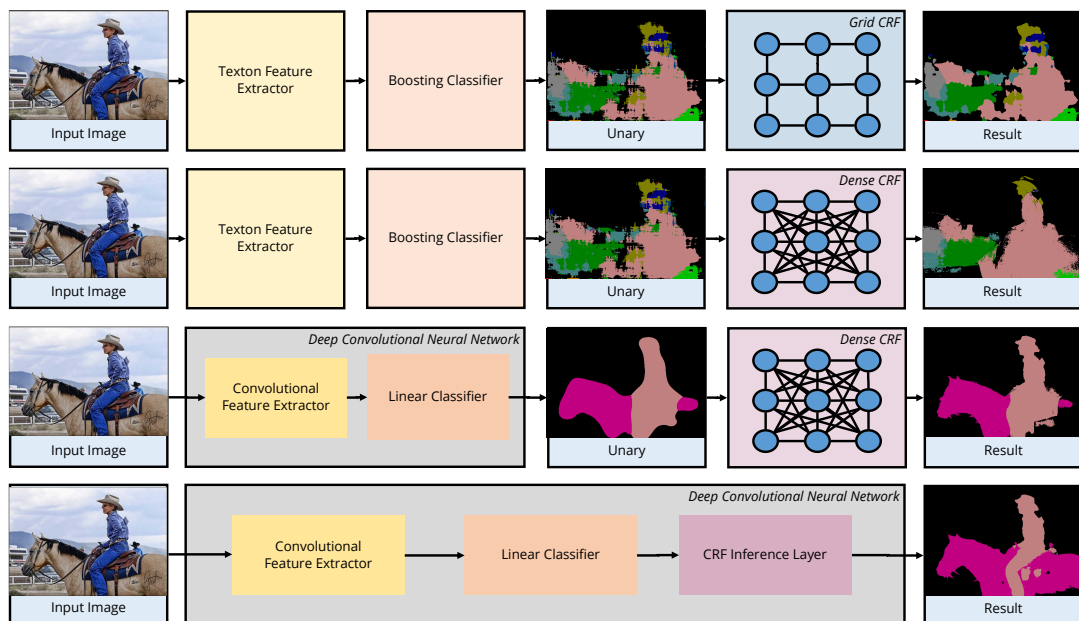 Grid CRF
Texton Feature
Extractor
Boosting Classifier
Input Image
Unary
Result
Dense CRF
Texton Feature
Extractor
Boosting Classifier
Input Image
Unary
Result
Deep Convolutional Neural Network
Dense CRF
Convolutional
Feature Extractor
Linear Classifier
Input Image
Unary
Result
Deep Convolutional Neural Network
Convolutional
Feature Extractor
Linear Classifier
CRF Inference Layer
Input Image
Result